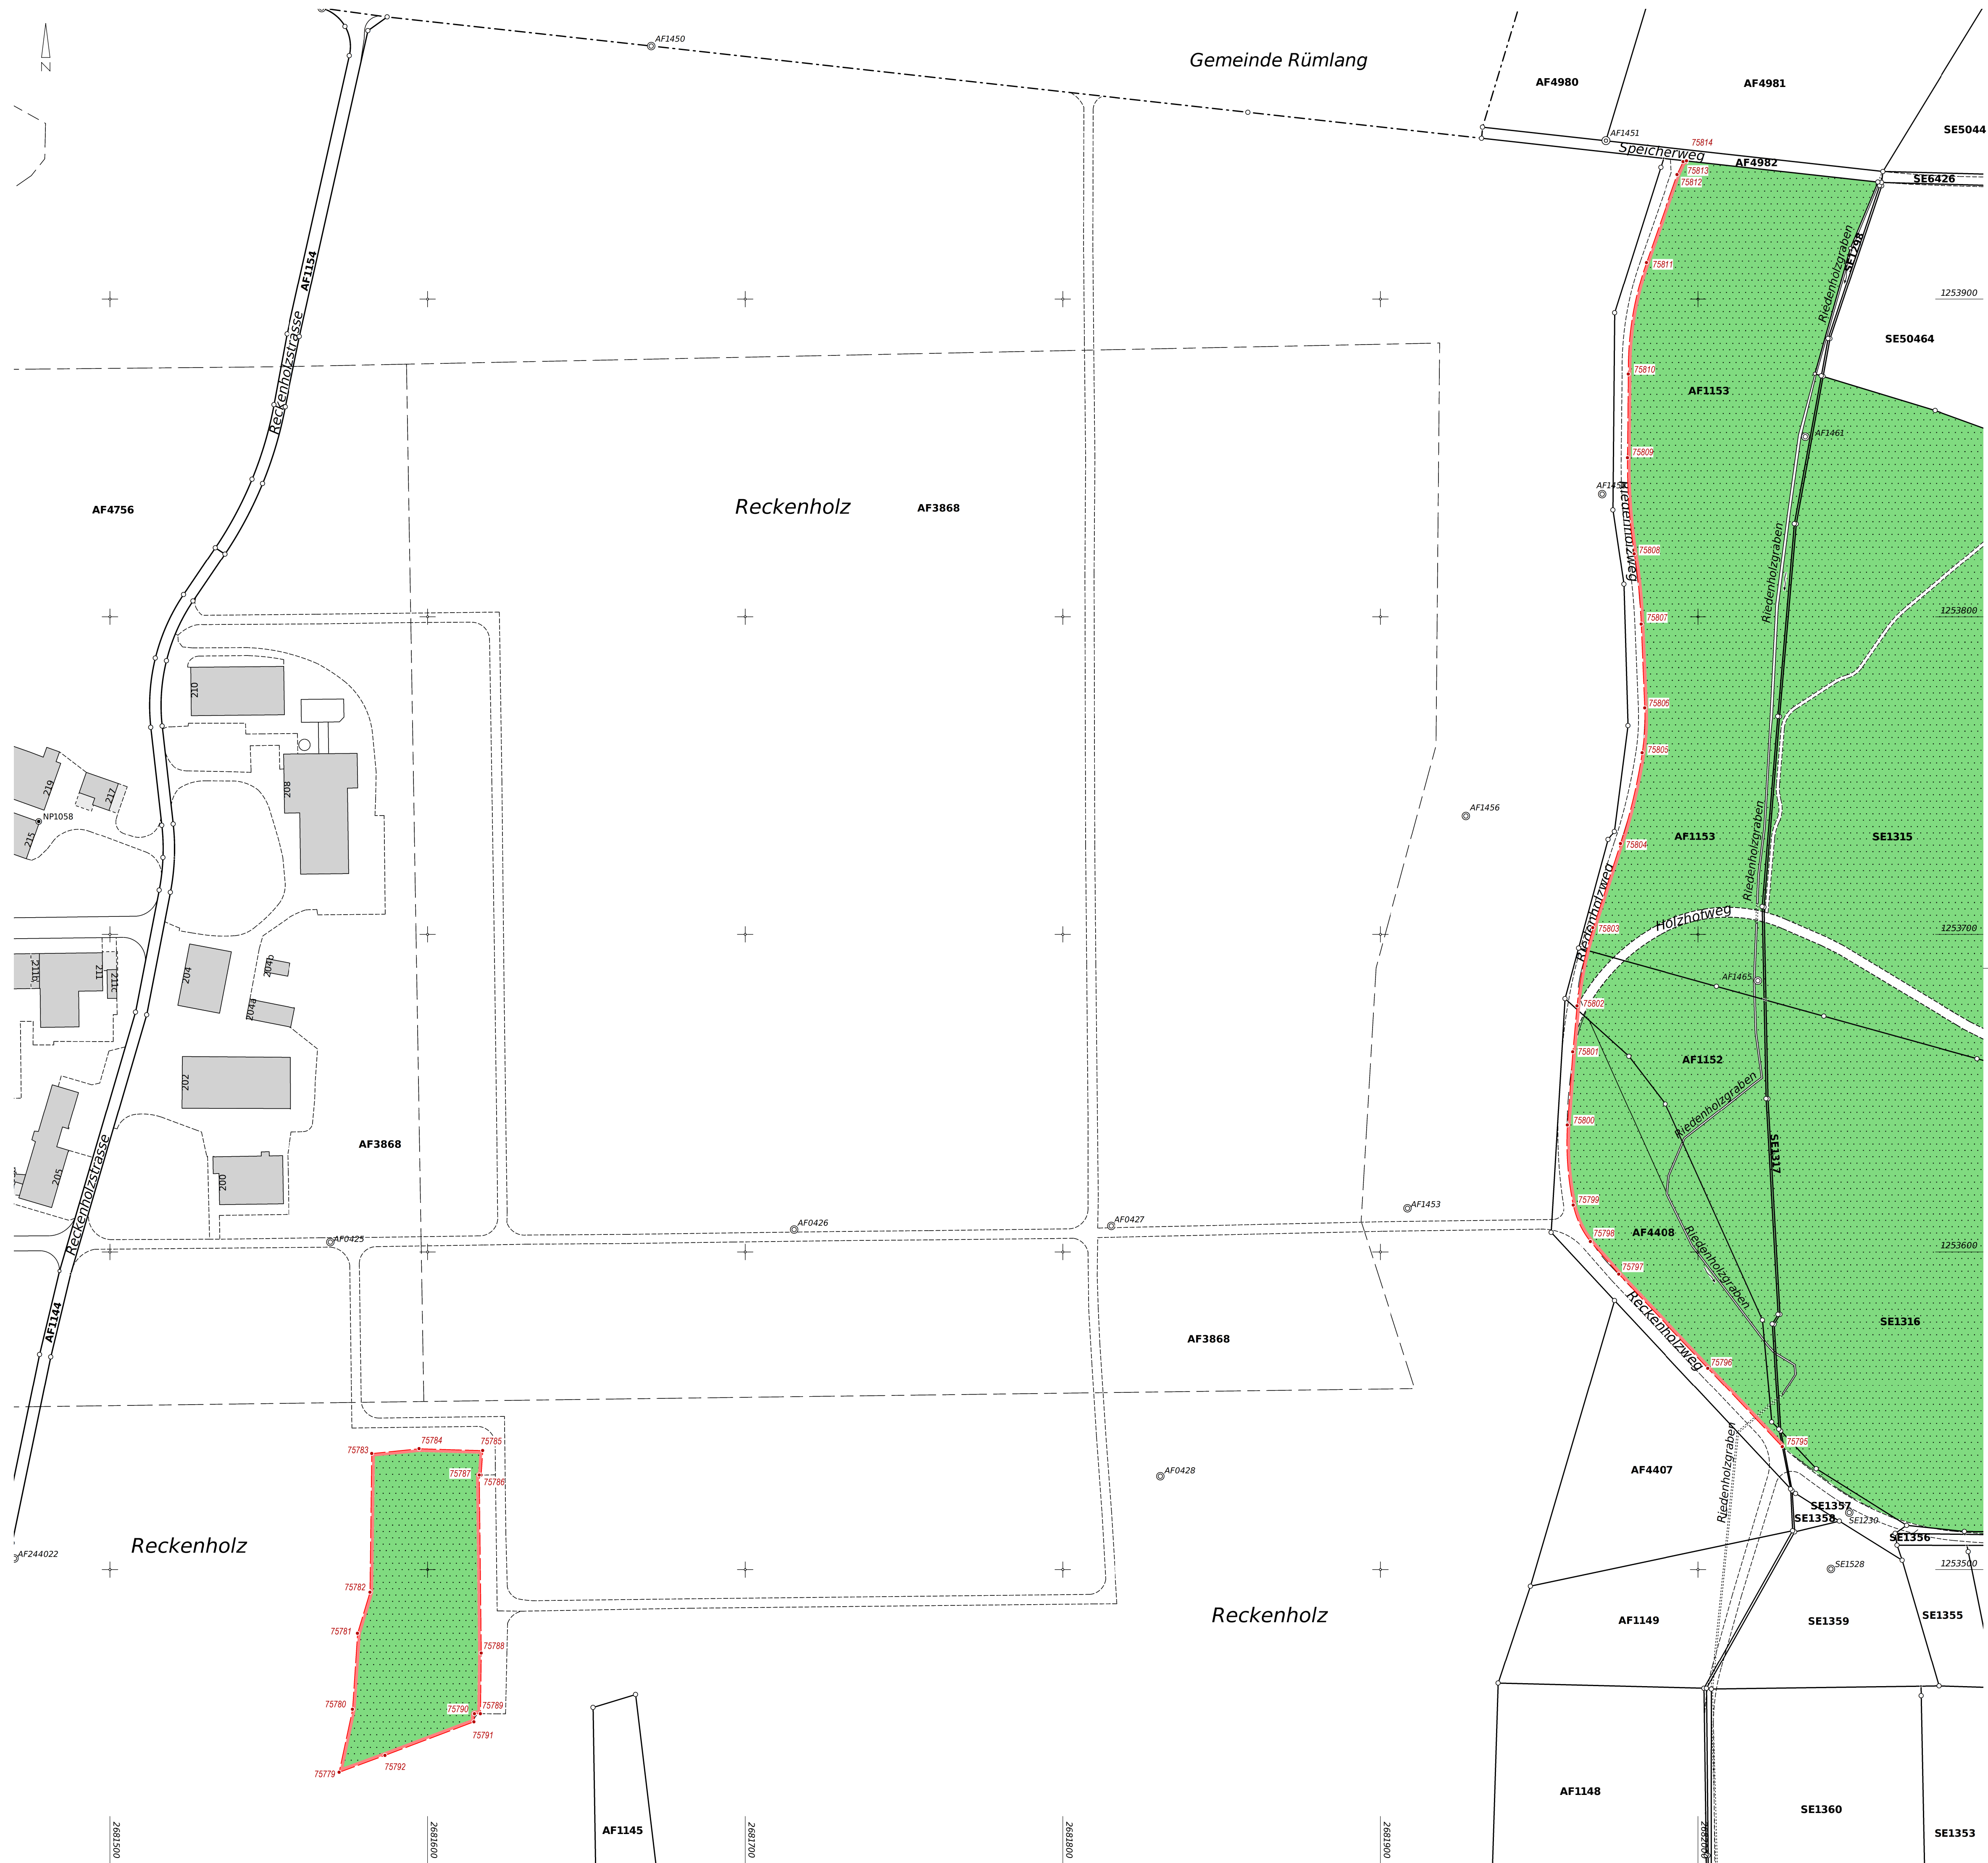 AF1450
Gemeinde Rümlang
N
AF4980
AF4981
SE5044
AF1451
75814
Speicherweg
AF4982
75813
75812
SE6426
Riedenholzgraben
SE1298
AF1154
75811
1253900
SE50464
Reckenholzstrasse
75810
AF1153
AF1461
75809
Riedenholzweg
AF4756
Reckenholz
AF3868
75808
Riedenholzgraben
75807
1253800
210
75806
75805
219
217
208
NP1058
215
AF1456
75804
AF1153
Riedenholzgraben
SE1315
Riedenholzweg
Holzhofweg
75803
1253700
211b
211
211c
204
204b
204a
AF1465
75802
75801
AF1152
202
Riedenholzgraben
75800
AF3868
SE1317
205
200
Reckenholzstrasse
75799
AF1453
AF0425
AF0426
AF0427
75798
AF4408
Riedenholzgraben
1253600
75797
AF1144
Reckenholzweg
AF3868
SE1316
75796
75783
75784
75785
75795
75787
75786
AF0428
AF4407
Riedenholzgraben
SE1357
SE1358
SE1230
SE1356
Reckenholz
AF244022
SE1528
1253500
75782
Reckenholz
75781
AF1149
SE1359
SE1355
75788
75780
75790
75789
75791
75792
75779
AF1148
SE1360
AF1145
SE1353
2681500
2681600
2681700
2681800
2681900